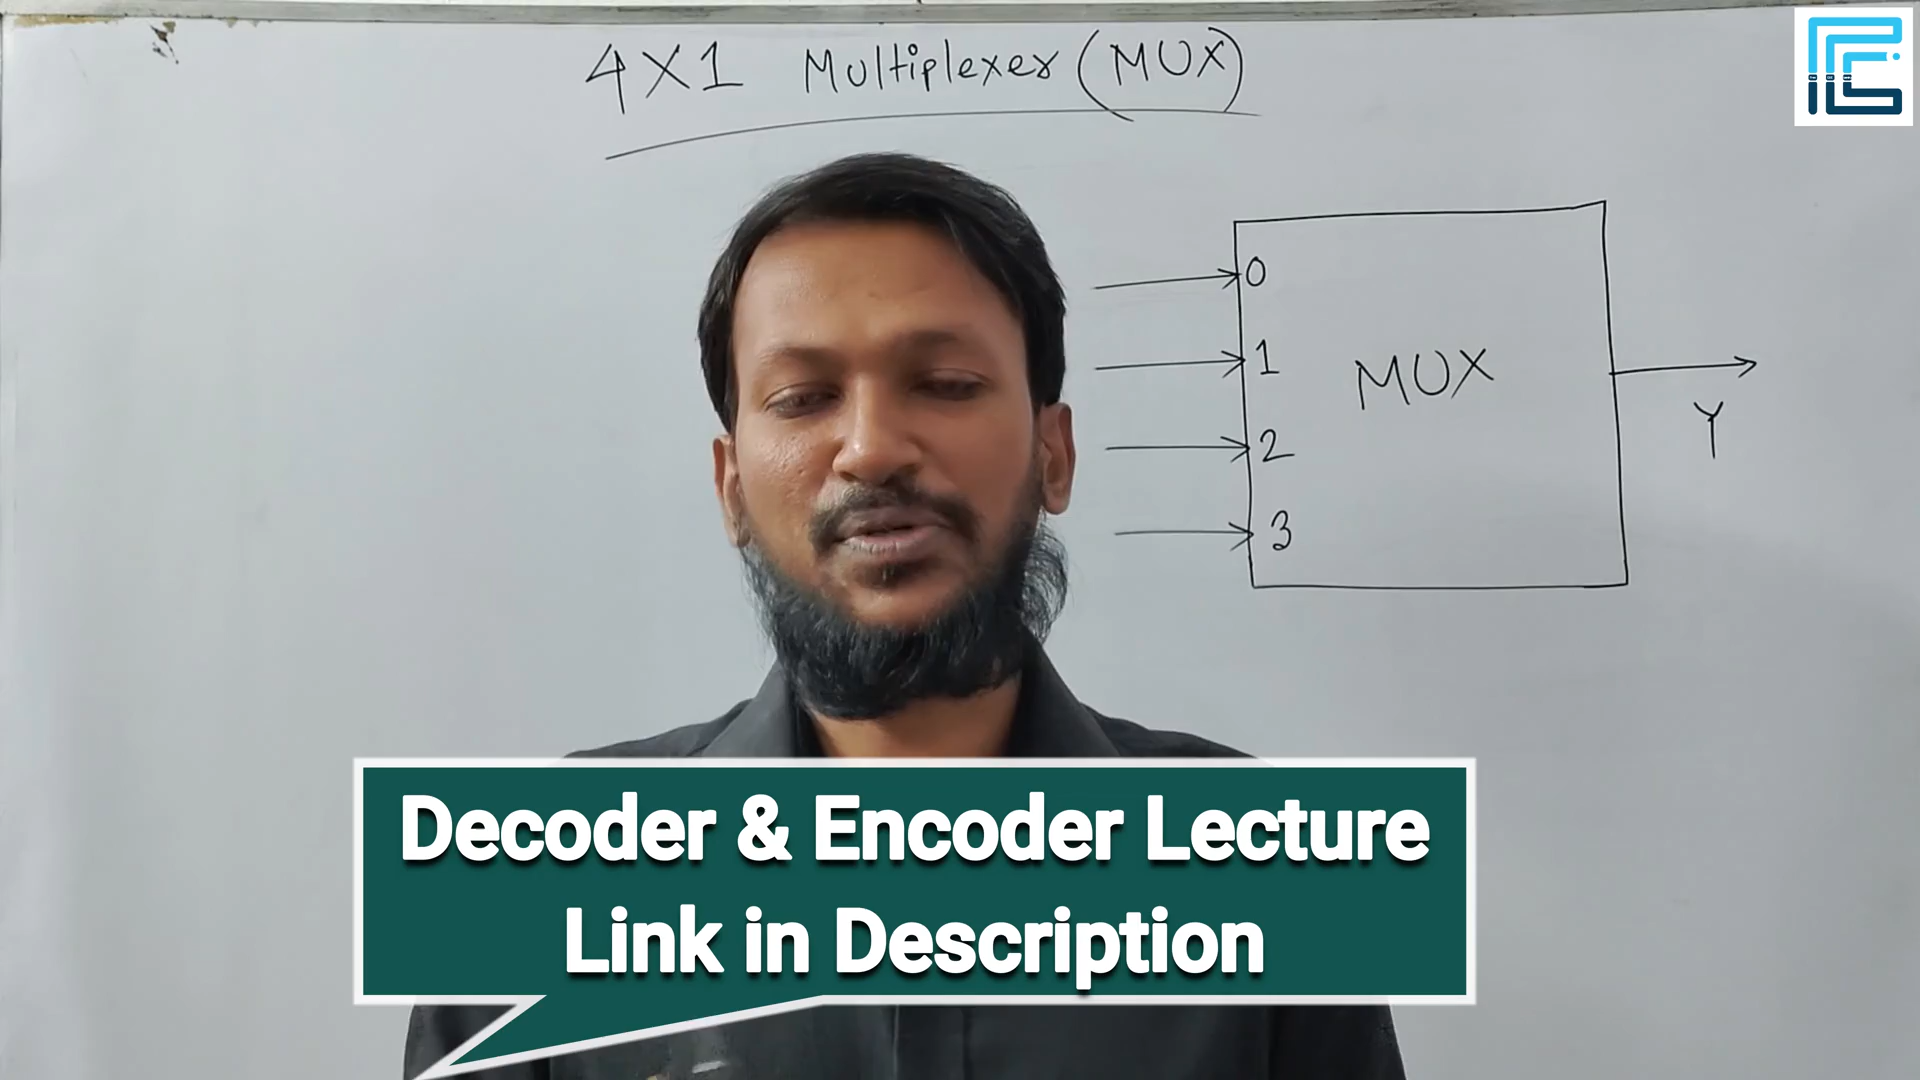 4X1 Multiplexer (MUX)
0
1
2
3
MUX
Y
Decoder & Encoder Lecture
Link in Description